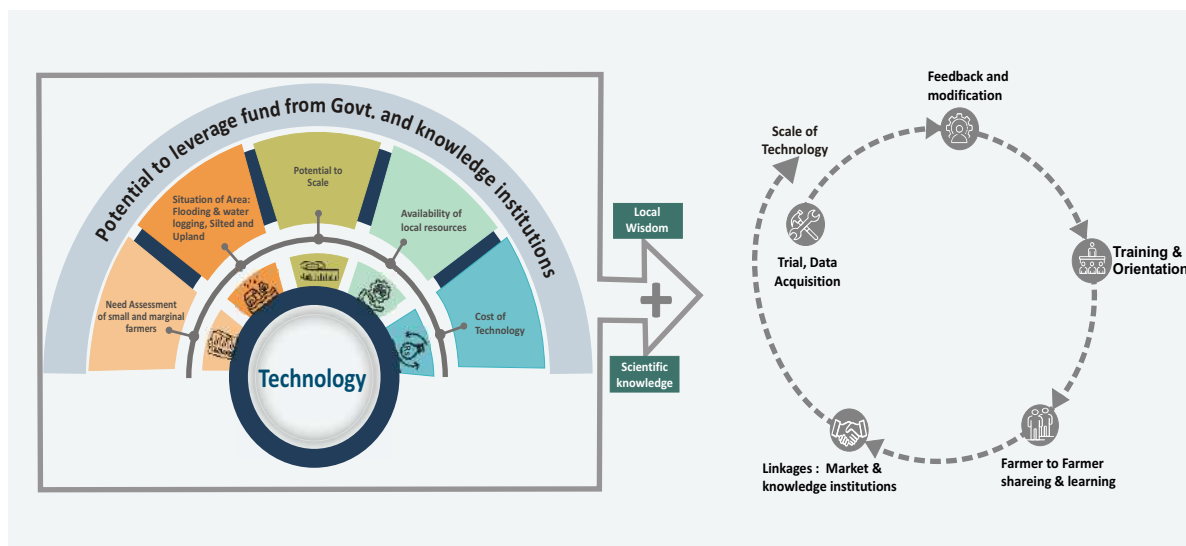 Potential to leverage fund from Govt. and knowledge institutions
Need Assessment
of small and marginal
farmers
Situation of Area:
Flooding & water
logging, Silted and
Upland
Potential to
Scale
Availability of
local resources
Cost of
Technology
Technology
Local
Wisdom
Scientific
knowledge
Feedback and
modification
Scale of
Technology
Trial, Data
Acquisition
Training &
Orientation
Farmer to Farmer
shareing & learning
Linkages : Market &
knowledge institutions